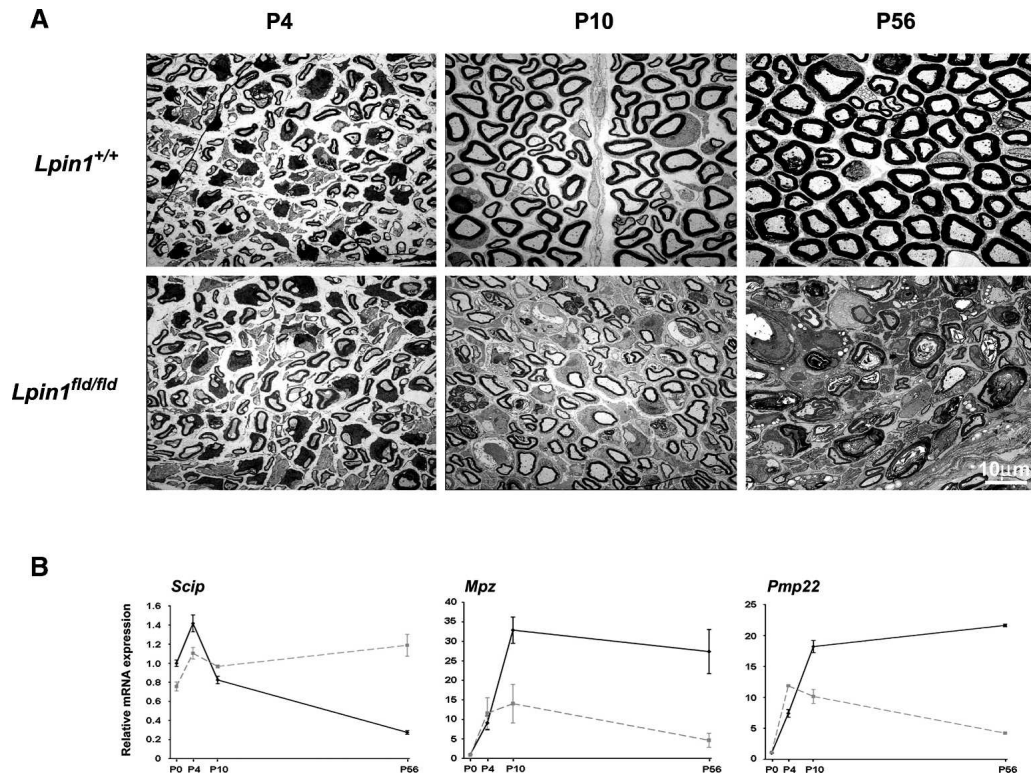 A
P4 P10 P56
Lpin1+/+
Lpin1fld/fld
10μm
B
Scip Mpz Pmp22
Relative mRNA expression
1.6
1.4
1.2
1.0
0.8
0.6
0.4
0.2
0
P0 P4 P10 P56
40
35
30
25
20
15
10
5
0
P0 P4 P10 P56
25
20
15
10
5
0
P0 P4 P10 P56